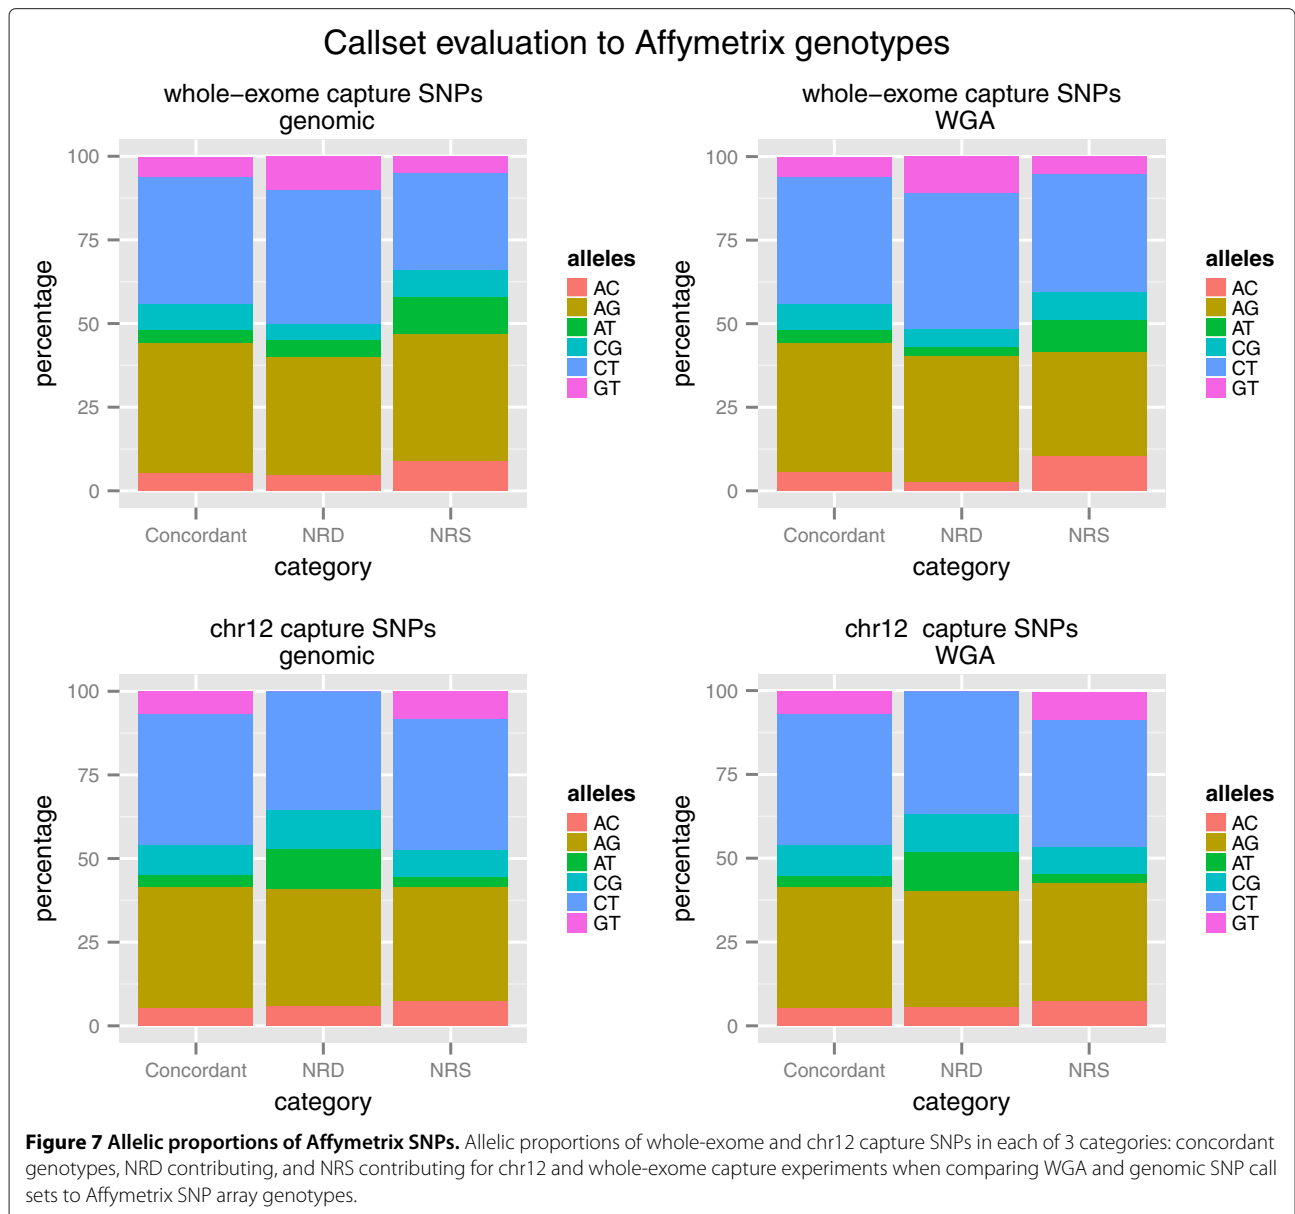 Callset evaluation to Affymetrix genotypes
whole−exome capture SNPs
genomic
100
75
50
25
0
percentage
Concordant NRD NRS
category
alleles
AC
AG
AT
CG
CT
GT
whole−exome capture SNPs
WGA
100
75
50
25
0
percentage
Concordant NRD NRS
category
alleles
AC
AG
AT
CG
CT
GT
chr12 capture SNPs
genomic
100
75
50
25
0
percentage
Concordant NRD NRS
category
alleles
AC
AG
AT
CG
CT
GT
chr12 capture SNPs
WGA
100
75
50
25
0
percentage
Concordant NRD NRS
category
alleles
AC
AG
AT
CG
CT
GT
Figure 7 Allelic proportions of Affymetrix SNPs. Allelic proportions of whole-exome and chr12 capture SNPs in each of 3 categories: concordant
genotypes, NRD contributing, and NRS contributing for chr12 and whole-exome capture experiments when comparing WGA and genomic SNP call
sets to Affymetrix SNP array genotypes.